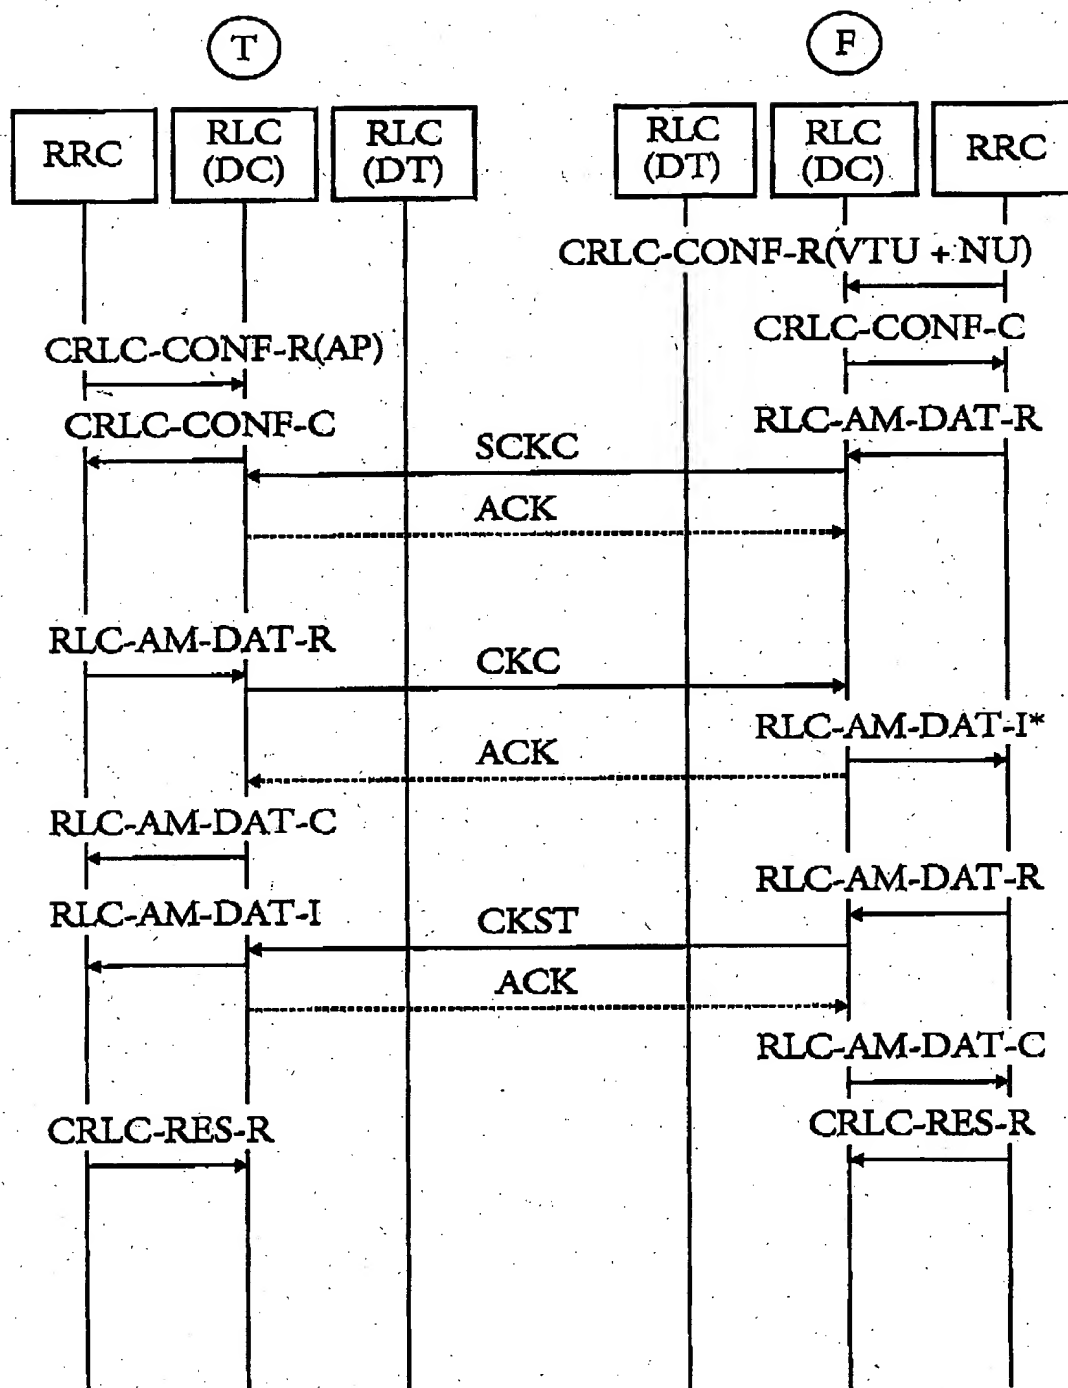 T
F
RRC
RLC
(DC)
RLC
(DT)
RLC
(DT)
RLC
(DC)
RRC
CRLC-CONF-R(VTU + NU)
CRLC-CONF-C
CRLC-CONF-R(AP)
CRLC-CONF-C
RLC-AM-DAT-R
SCKC
ACK
RLC-AM-DAT-R
CKC
RLC-AM-DAT-I*
ACK
RLC-AM-DAT-C
RLC-AM-DAT-R
RLC-AM-DAT-I
CKST
ACK
RLC-AM-DAT-C
CRLC-RES-R
CRLC-RES-R